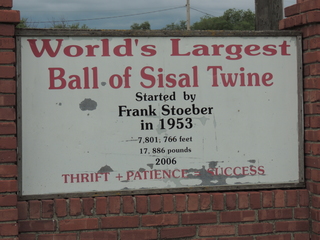 World's Largest
Ball of Sisal Twine
Started by
Frank Stoeber
in 1953
7,801; 766 feet
17, 886 pounds
2006
THRIFT + PATIENCE = SUCCESS